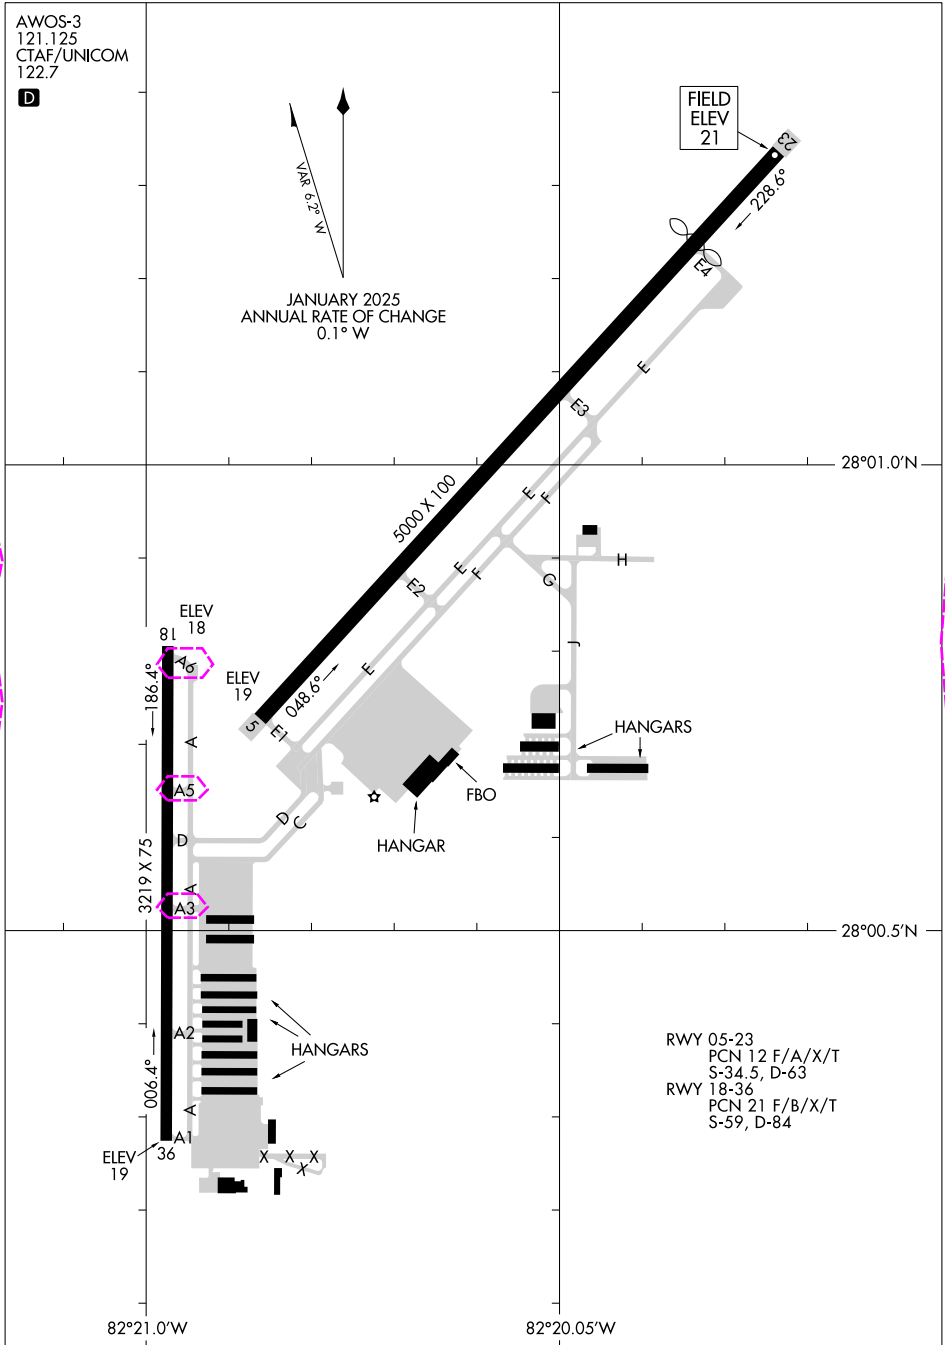 AWOS-3
121.125
CTAF/UNICOM
122.7
D
FIELD
ELEV
21
23
228.6°
VAR 6.2° W
JANUARY 2025
ANNUAL RATE OF CHANGE
0.1° W
E4
E
E3
28°01.0'N
5000 X 100
E
F
E
F
E2
H
G
J
ELEV
18
18
A6
186.4°
ELEV
19
048.6°
E
5
E1
A
HANGARS
A5
FBO
D
C
D
HANGAR
3219 X 75
A
A3
28°00.5'N
A2
HANGARS
006.4°
RWY 05-23
PCN 12 F/A/X/T
S-34.5, D-63
RWY 18-36
PCN 21 F/B/X/T
S-59, D-84
A
A1
ELEV
19
36
X X X
X
82°21.0'W
82°20.05'W